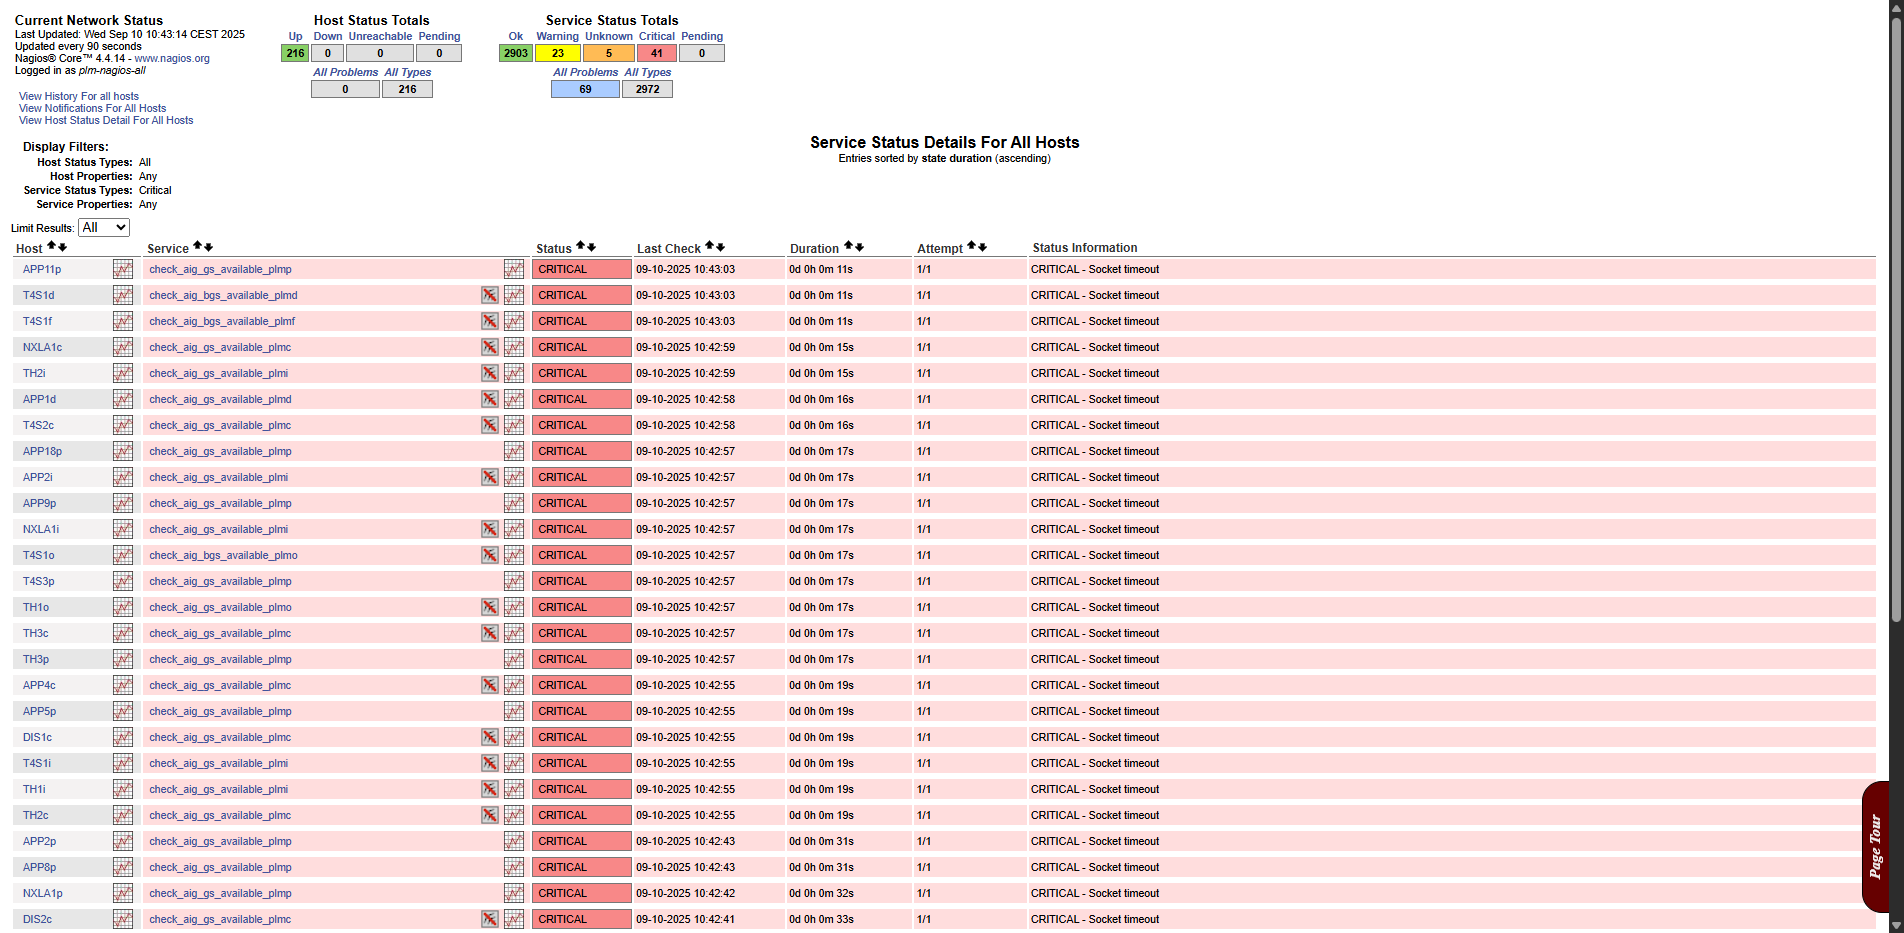 Current Network Status
Last Updated: Wed Sep 10 10:43:14 CEST 2025
Updated every 90 seconds
Nagios® Core™ 4.4.14 - www.nagios.org
Logged in as plm-nagios-all
View History For all hosts
View Notifications For All Hosts
View Host Status Detail For All Hosts
Host Status Totals
Up Down Unreachable Pending
216 0 0 0
All Problems All Types
0 216
Service Status Totals
Ok Warning Unknown Critical Pending
2903 23 5 41 0
All Problems All Types
69 2972
Display Filters:
Host Status Types: All
Host Properties: Any
Service Status Types: Critical
Service Properties: Any
Service Status Details For All Hosts
Entries sorted by state duration (ascending)
Limit Results: All
Host Service Status Last Check Duration Attempt Status Information
APP11p check_aig_gs_available_plmp CRITICAL 09-10-2025 10:43:03 0d 0h 0m 11s 1/1 CRITICAL - Socket timeout
T4S1d check_aig_bgs_available_plmd CRITICAL 09-10-2025 10:43:03 0d 0h 0m 11s 1/1 CRITICAL - Socket timeout
T4S1f check_aig_bgs_available_plmf CRITICAL 09-10-2025 10:43:03 0d 0h 0m 11s 1/1 CRITICAL - Socket timeout
NXLA1c check_aig_gs_available_plmc CRITICAL 09-10-2025 10:42:59 0d 0h 0m 15s 1/1 CRITICAL - Socket timeout
TH2i check_aig_gs_available_plmi CRITICAL 09-10-2025 10:42:59 0d 0h 0m 15s 1/1 CRITICAL - Socket timeout
APP1d check_aig_gs_available_plmd CRITICAL 09-10-2025 10:42:58 0d 0h 0m 16s 1/1 CRITICAL - Socket timeout
T4S2c check_aig_gs_available_plmc CRITICAL 09-10-2025 10:42:58 0d 0h 0m 16s 1/1 CRITICAL - Socket timeout
APP18p check_aig_gs_available_plmp CRITICAL 09-10-2025 10:42:57 0d 0h 0m 17s 1/1 CRITICAL - Socket timeout
APP2i check_aig_gs_available_plmi CRITICAL 09-10-2025 10:42:57 0d 0h 0m 17s 1/1 CRITICAL - Socket timeout
APP9p check_aig_gs_available_plmp CRITICAL 09-10-2025 10:42:57 0d 0h 0m 17s 1/1 CRITICAL - Socket timeout
NXLA1i check_aig_gs_available_plmi CRITICAL 09-10-2025 10:42:57 0d 0h 0m 17s 1/1 CRITICAL - Socket timeout
T4S1o check_aig_bgs_available_plmo CRITICAL 09-10-2025 10:42:57 0d 0h 0m 17s 1/1 CRITICAL - Socket timeout
T4S3p check_aig_gs_available_plmp CRITICAL 09-10-2025 10:42:57 0d 0h 0m 17s 1/1 CRITICAL - Socket timeout
TH1o check_aig_gs_available_plmo CRITICAL 09-10-2025 10:42:57 0d 0h 0m 17s 1/1 CRITICAL - Socket timeout
TH3c check_aig_gs_available_plmc CRITICAL 09-10-2025 10:42:57 0d 0h 0m 17s 1/1 CRITICAL - Socket timeout
TH3p check_aig_gs_available_plmp CRITICAL 09-10-2025 10:42:57 0d 0h 0m 17s 1/1 CRITICAL - Socket timeout
APP4c check_aig_gs_available_plmc CRITICAL 09-10-2025 10:42:55 0d 0h 0m 19s 1/1 CRITICAL - Socket timeout
APP5p check_aig_gs_available_plmp CRITICAL 09-10-2025 10:42:55 0d 0h 0m 19s 1/1 CRITICAL - Socket timeout
DIS1c check_aig_gs_available_plmc CRITICAL 09-10-2025 10:42:55 0d 0h 0m 19s 1/1 CRITICAL - Socket timeout
T4S1i check_aig_gs_available_plmi CRITICAL 09-10-2025 10:42:55 0d 0h 0m 19s 1/1 CRITICAL - Socket timeout
TH1i check_aig_gs_available_plmi CRITICAL 09-10-2025 10:42:55 0d 0h 0m 19s 1/1 CRITICAL - Socket timeout
TH2c check_aig_gs_available_plmc CRITICAL 09-10-2025 10:42:55 0d 0h 0m 19s 1/1 CRITICAL - Socket timeout
APP2p check_aig_gs_available_plmp CRITICAL 09-10-2025 10:42:43 0d 0h 0m 31s 1/1 CRITICAL - Socket timeout
APP8p check_aig_gs_available_plmp CRITICAL 09-10-2025 10:42:43 0d 0h 0m 31s 1/1 CRITICAL - Socket timeout
NXLA1p check_aig_gs_available_plmp CRITICAL 09-10-2025 10:42:42 0d 0h 0m 32s 1/1 CRITICAL - Socket timeout
DIS2c check_aig_gs_available_plmc CRITICAL 09-10-2025 10:42:41 0d 0h 0m 33s 1/1 CRITICAL - Socket timeout
Page Tour